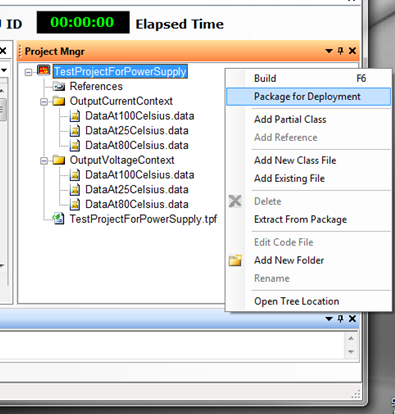 ID 00:00:00 Elapsed Time
Project Mngr
TestProjectForPowerSupply
References
OutputCurrentContext
DataAt100Celsius.data
DataAt25Celsius.data
DataAt80Celsius.data
OutputVoltageContext
DataAt100Celsius.data
DataAt25Celsius.data
DataAt80Celsius.data
TestProjectForPowerSupply.tpf
Build F6
Package for Deployment
Add Partial Class
Add Reference
Add New Class File
Add Existing File
Delete
Extract From Package
Edit Code File
Add New Folder
Rename
Open Tree Location